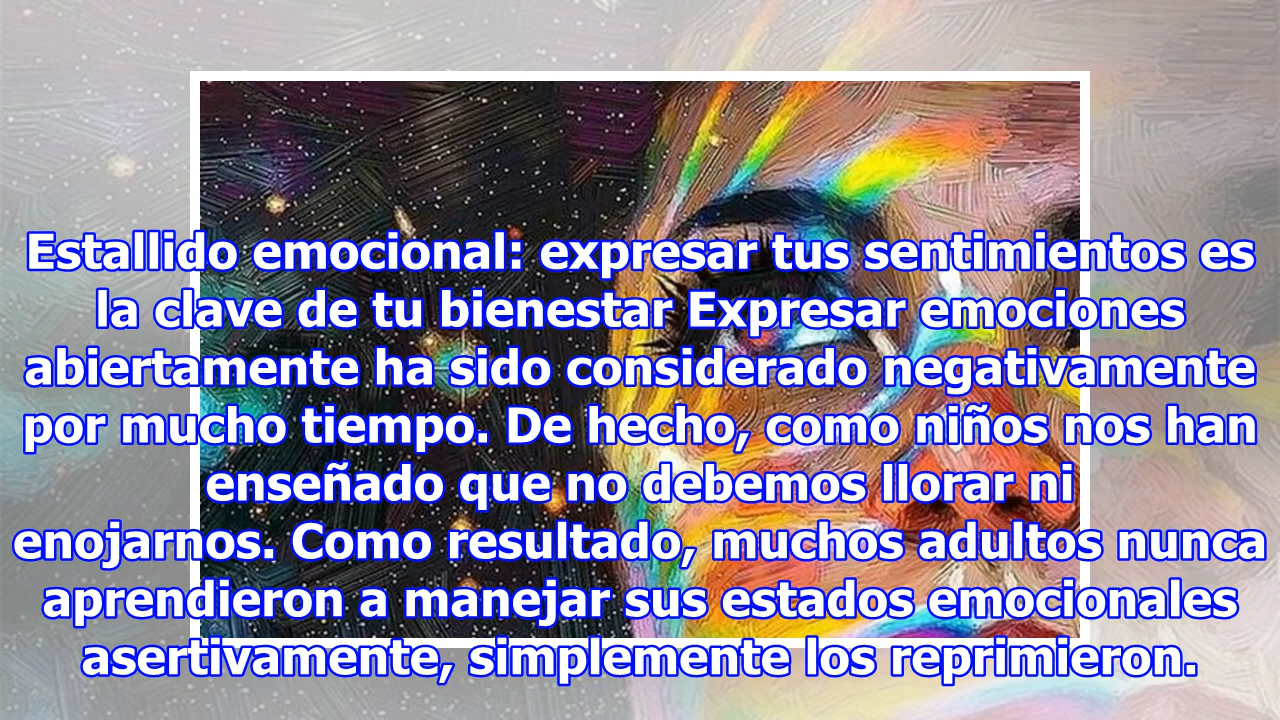 Estallido emocional: expresar tus sentimientos es
la clave de tu bienestar Expresar emociones
abiertamente ha sido considerado negativamente
por mucho tiempo. De hecho, como niños nos han
enseñado que no debemos llorar ni
enojarnos. Como resultado, muchos adultos nunca
aprendieron a manejar sus estados emocionales
asertivamente, simplemente los reprimieron.